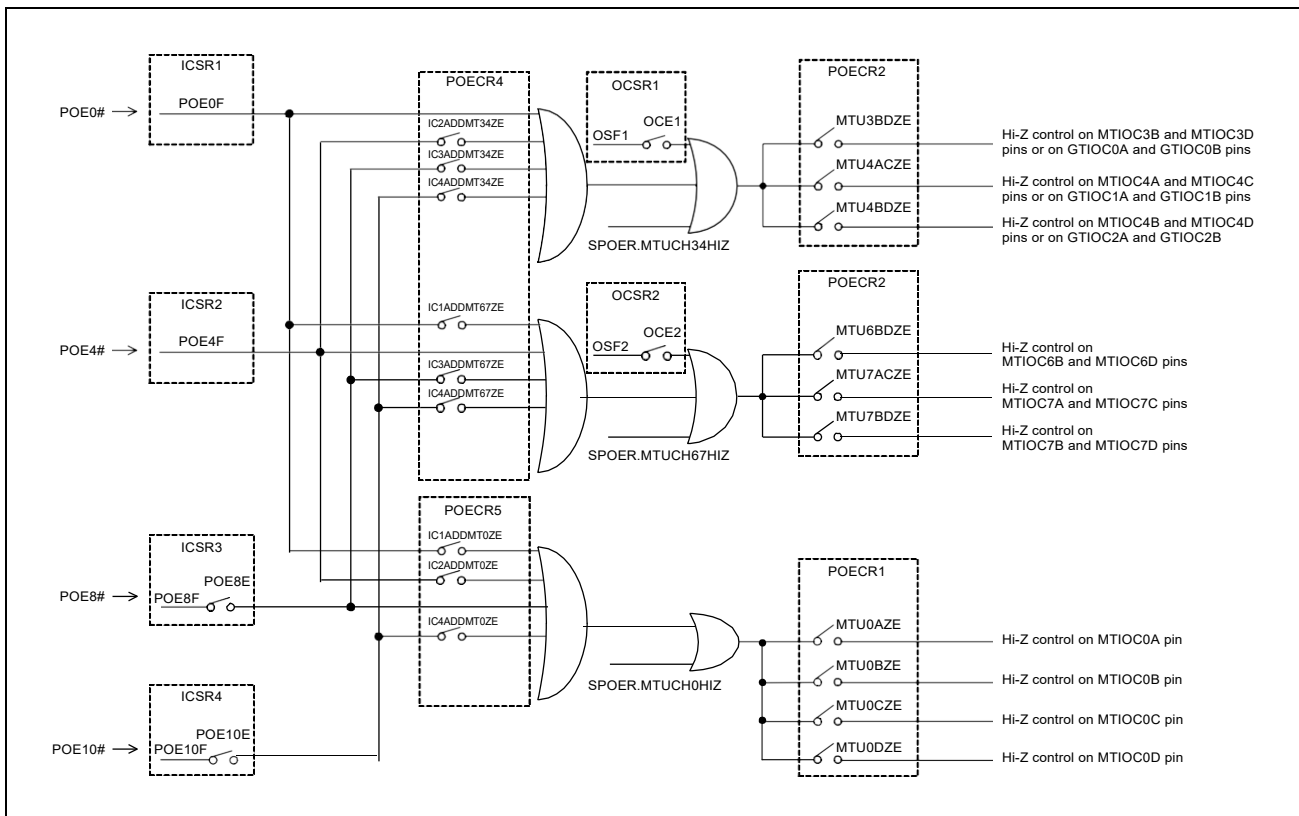 ICSR1
POE0#
POE0F
POECR4
IC2ADDMT34ZE
IC3ADDMT34ZE
IC4ADDMT34ZE
OCSR1
OSF1
OCE1
SPOER.MTUCH34HIZ
POECR2
MTU3BDZE
MTU4ACZE
MTU4BDZE
Hi-Z control on MTIOC3B and MTIOC3D
pins or on GTIOC0A and GTIOC0B pins
Hi-Z control on MTIOC4A and MTIOC4C
pins or on GTIOC1A and GTIOC1B pins
Hi-Z control on MTIOC4B and MTIOC4D
pins or on GTIOC2A and GTIOC2B
ICSR2
POE4#
POE4F
IC1ADDMT67ZE
IC3ADDMT67ZE
IC4ADDMT67ZE
OCSR2
OSF2
OCE2
SPOER.MTUCH67HIZ
POECR2
MTU6BDZE
MTU7ACZE
MTU7BDZE
Hi-Z control on
MTIOC6B and MTIOC6D pins
Hi-Z control on
MTIOC7A and MTIOC7C pins
Hi-Z control on
MTIOC7B and MTIOC7D pins
ICSR3
POE8#
POE8F
POE8E
POECR5
IC1ADDMT0ZE
IC2ADDMT0ZE
IC4ADDMT0ZE
SPOER.MTUCH0HIZ
POECR1
MTU0AZE
MTU0BZE
MTU0CZE
MTU0DZE
Hi-Z control on MTIOC0A pin
Hi-Z control on MTIOC0B pin
Hi-Z control on MTIOC0C pin
Hi-Z control on MTIOC0D pin
ICSR4
POE10#
POE10F
POE10E